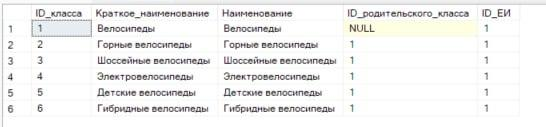 ID_класса Краткое_наименование Наименование ID_родительского_класса ID_ЕИ
1 1 Велосипеды Велосипеды NULL 1
2 2 Горные велосипеды Горные велосипеды 1 1
3 3 Шоссейные велосипеды Шоссейные велосипеды 1 1
4 4 Электровелосипеды Электровелосипеды 1 1
5 5 Детские велосипеды Детские велосипеды 1 1
6 6 Гибридные велосипеды Гибридные велосипеды 1 1